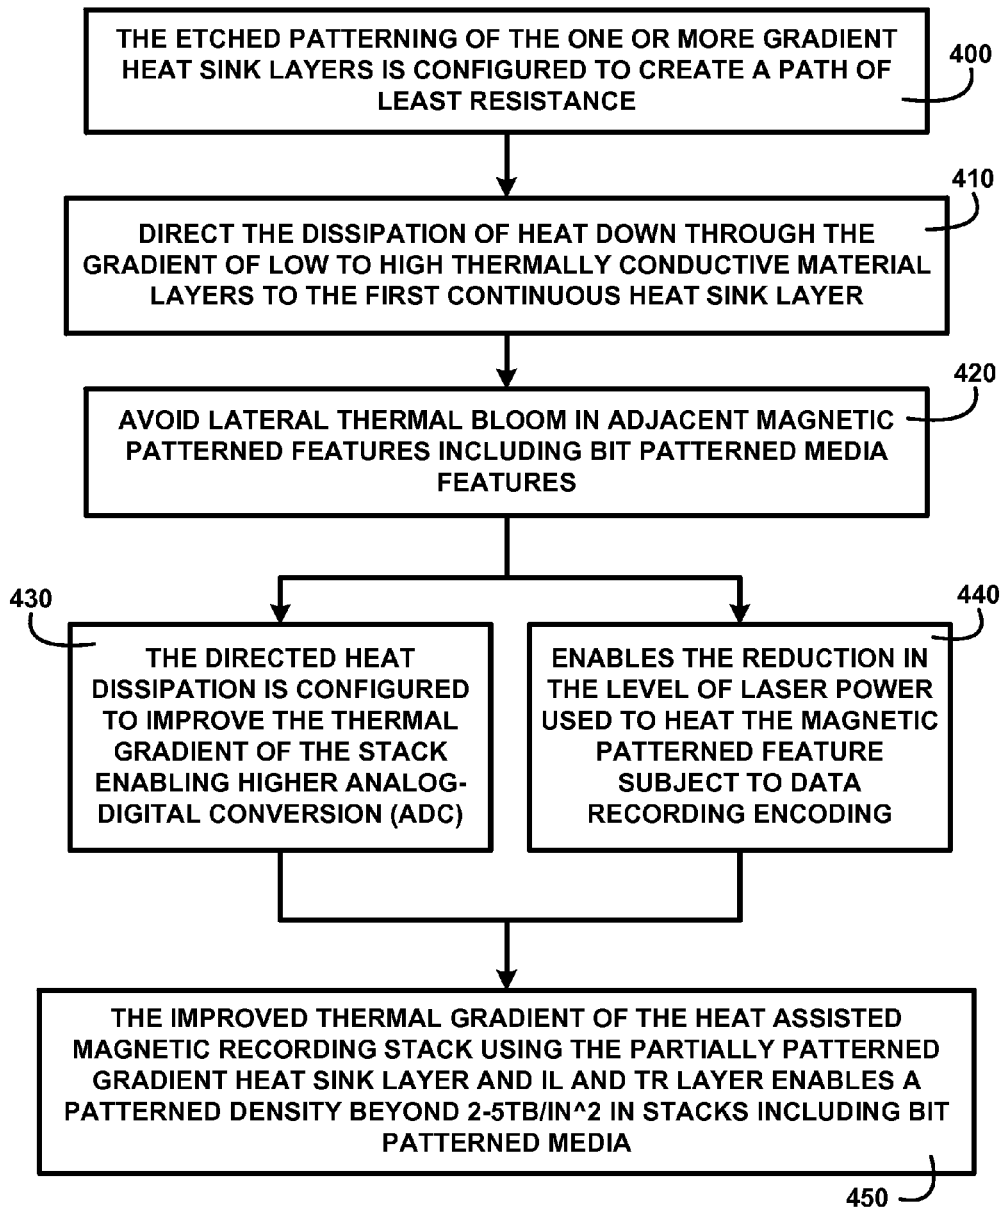 THE ETCHED PATTERNING OF THE ONE OR MORE GRADIENT
HEAT SINK LAYERS IS CONFIGURED TO CREATE A PATH OF
LEAST RESISTANCE
400
410
DIRECT THE DISSIPATION OF HEAT DOWN THROUGH THE
GRADIENT OF LOW TO HIGH THERMALLY CONDUCTIVE MATERIAL
LAYERS TO THE FIRST CONTINUOUS HEAT SINK LAYER
420
AVOID LATERAL THERMAL BLOOM IN ADJACENT MAGNETIC
PATTERNED FEATURES INCLUDING BIT PATTERNED MEDIA
FEATURES
430
THE DIRECTED HEAT
DISSIPATION IS CONFIGURED
TO IMPROVE THE THERMAL
GRADIENT OF THE STACK
ENABLING HIGHER ANALOG-
DIGITAL CONVERSION (ADC)
440
ENABLES THE REDUCTION IN
THE LEVEL OF LASER POWER
USED TO HEAT THE MAGNETIC
PATTERNED FEATURE
SUBJECT TO DATA
RECORDING ENCODING
THE IMPROVED THERMAL GRADIENT OF THE HEAT ASSISTED
MAGNETIC RECORDING STACK USING THE PARTIALLY PATTERNED
GRADIENT HEAT SINK LAYER AND IL AND TR LAYER ENABLES A
PATTERNED DENSITY BEYOND 2-5TB/IN^2 IN STACKS INCLUDING BIT
PATTERNED MEDIA
450